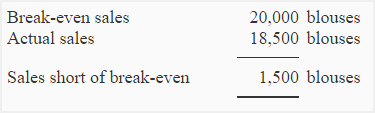 Break-even sales 20,000 blouses
Actual sales 18,500 blouses
Sales short of break-even 1,500 blouses